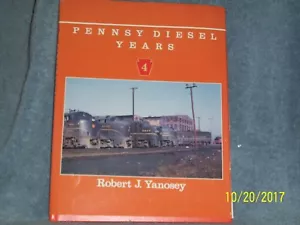 PENNSY DIESEL
YEARS
4
Robert J. Yanosey
10/20/2017